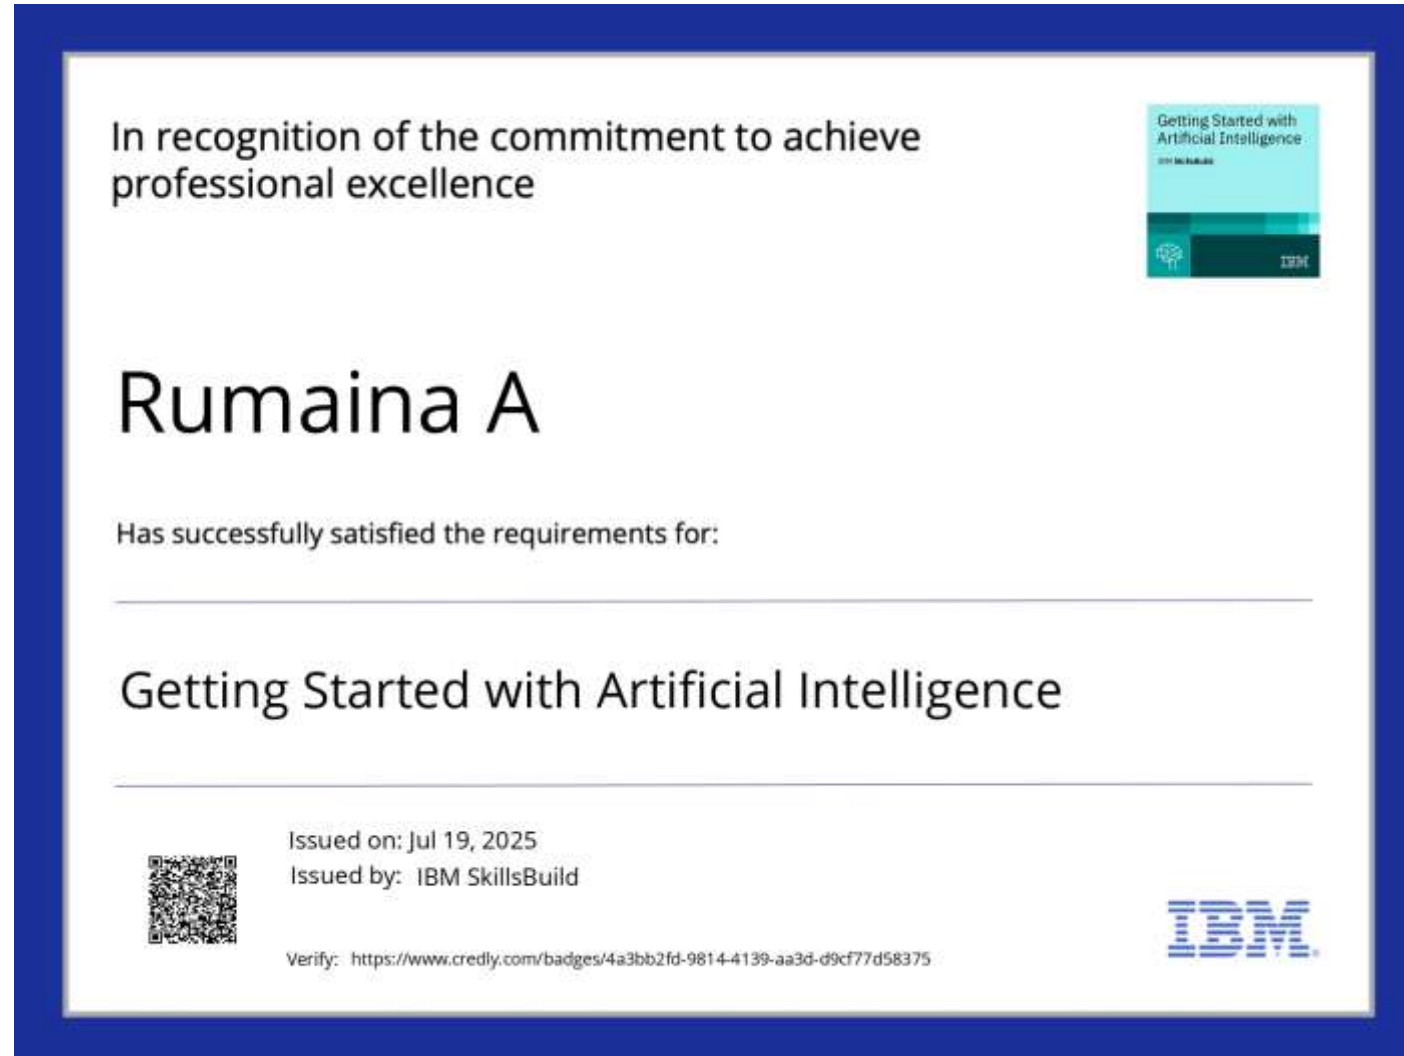 In recognition of the commitment to achieve
professional excellence
Getting Started with
Artificial Intelligence
IBM SkillsBuild
IBM
Rumaina A
Has successfully satisfied the requirements for:
Getting Started with Artificial Intelligence
Issued on: Jul 19, 2025
Issued by: IBM SkillsBuild
Verify: https://www.credly.com/badges/4a3bb2fd-9814-4139-aa3d-d9cf77d58375
IBM